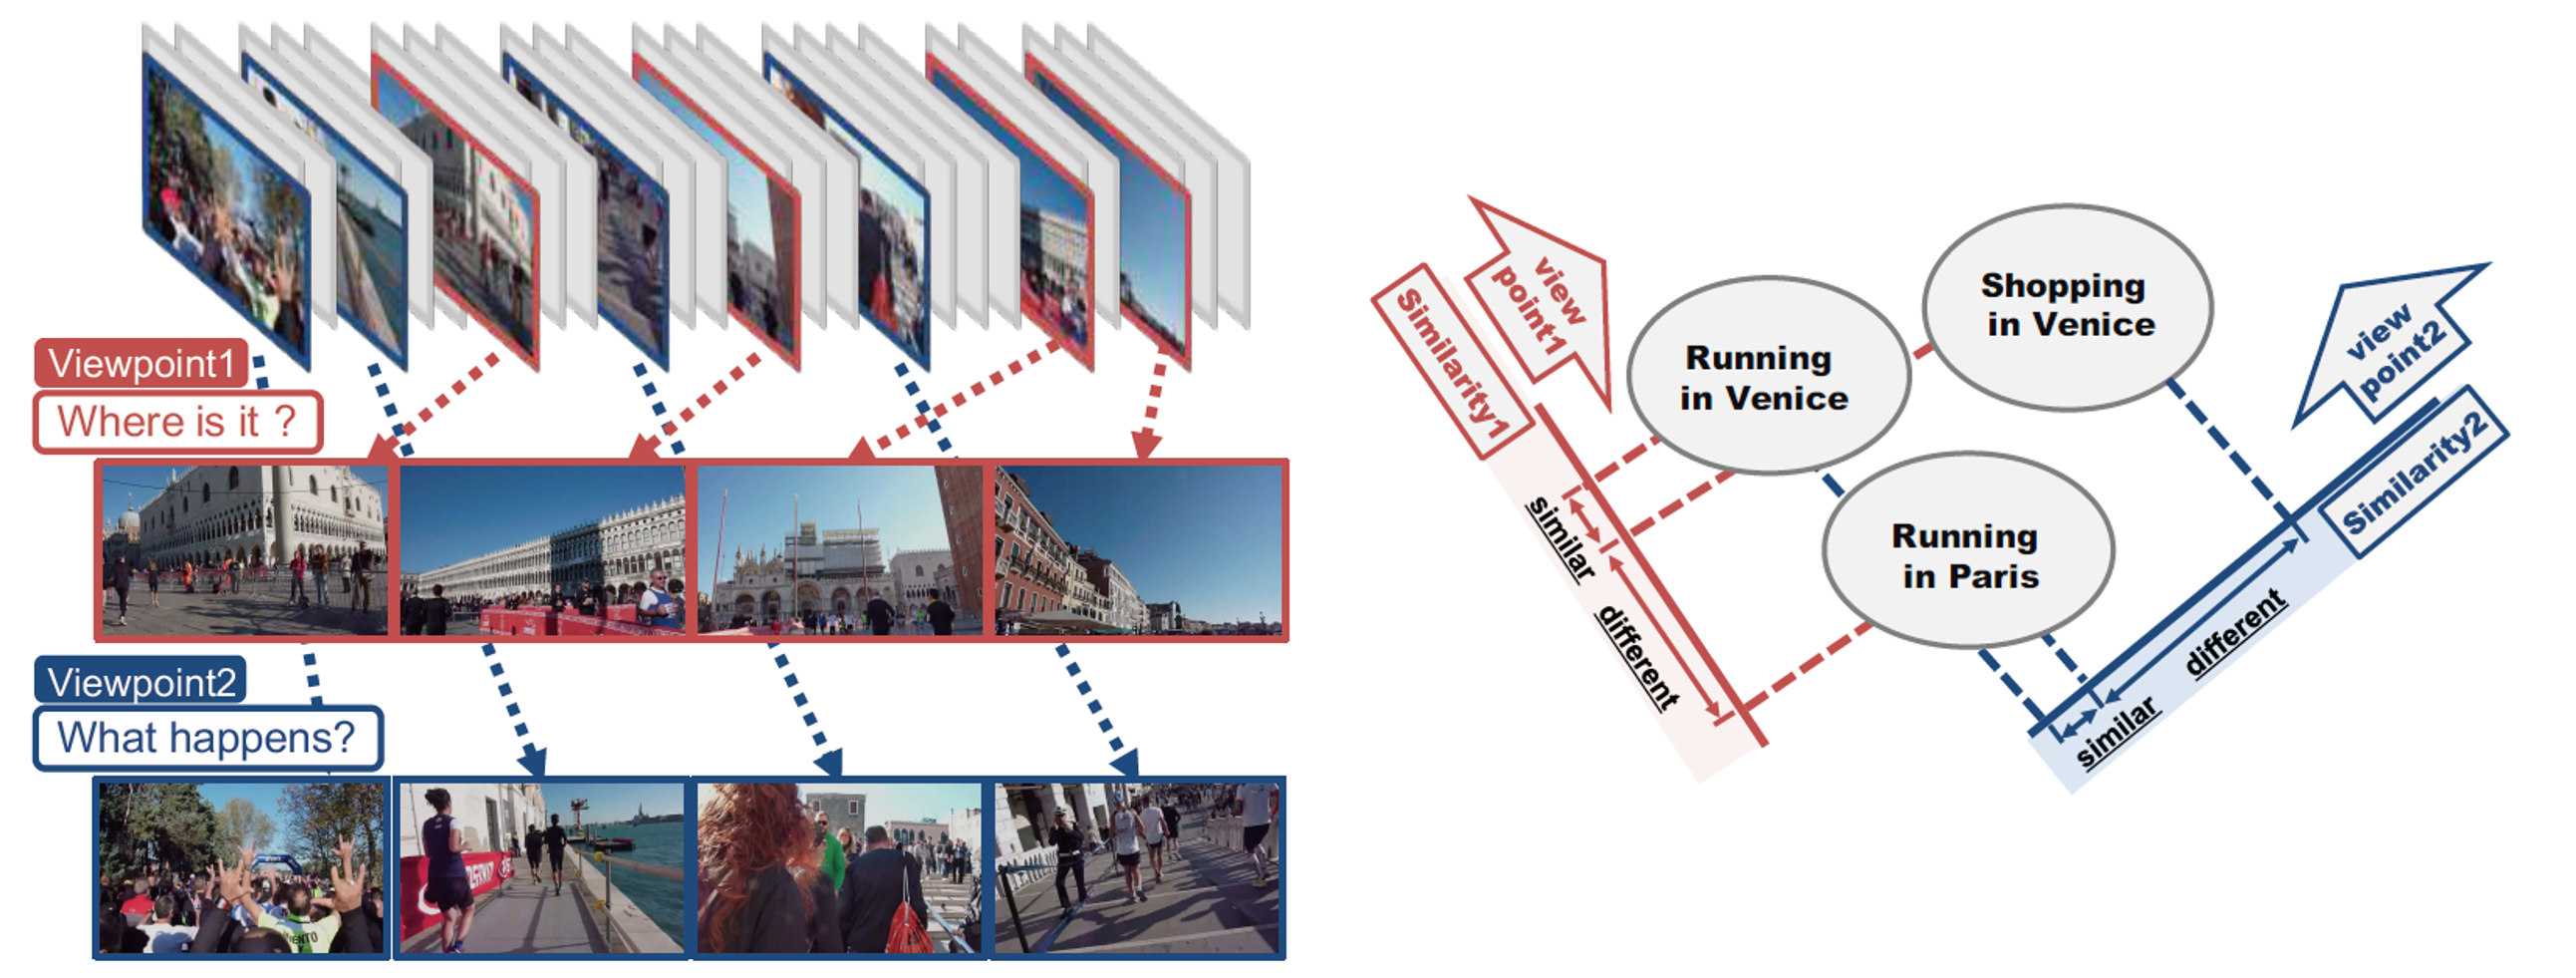 Viewpoint1
Where is it ?
Viewpoint2
What happens?
ENTO
Similarity1
view
point1
similar
different
Running
in Venice
Shopping
in Venice
Running
in Paris
view
point2
Similarity2
different
similar